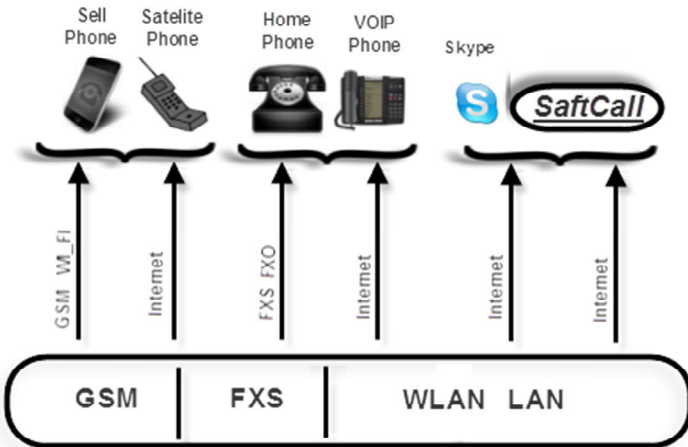 Sell
Phone
Satelite
Phone
Home
Phone
VOIP
Phone
Skype
S
SaftCall
GSM WI_FI
Internet
FXS FXO
Internet
Internet
Internet
GSM
FXS
WLAN LAN